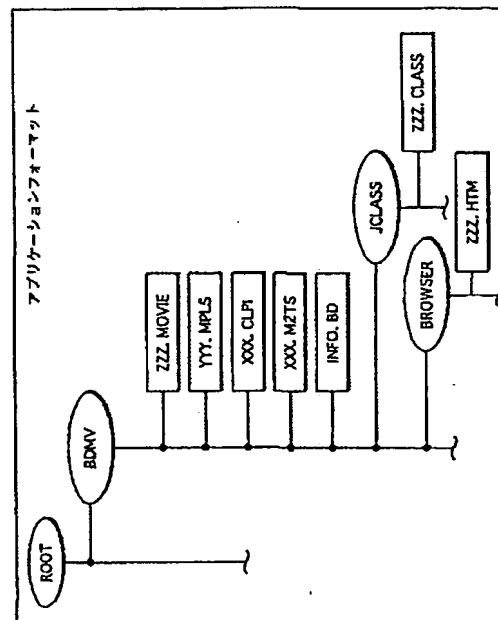 アプリケーションフォーマット
ROOT
BDMV
ZZZ. MOVIE
YYY. MPLS
XXX. CLPI
XXX. M2TS
INFO. BD
JCLASS
ZZZ. CLASS
BROWSER
ZZZ. HTM